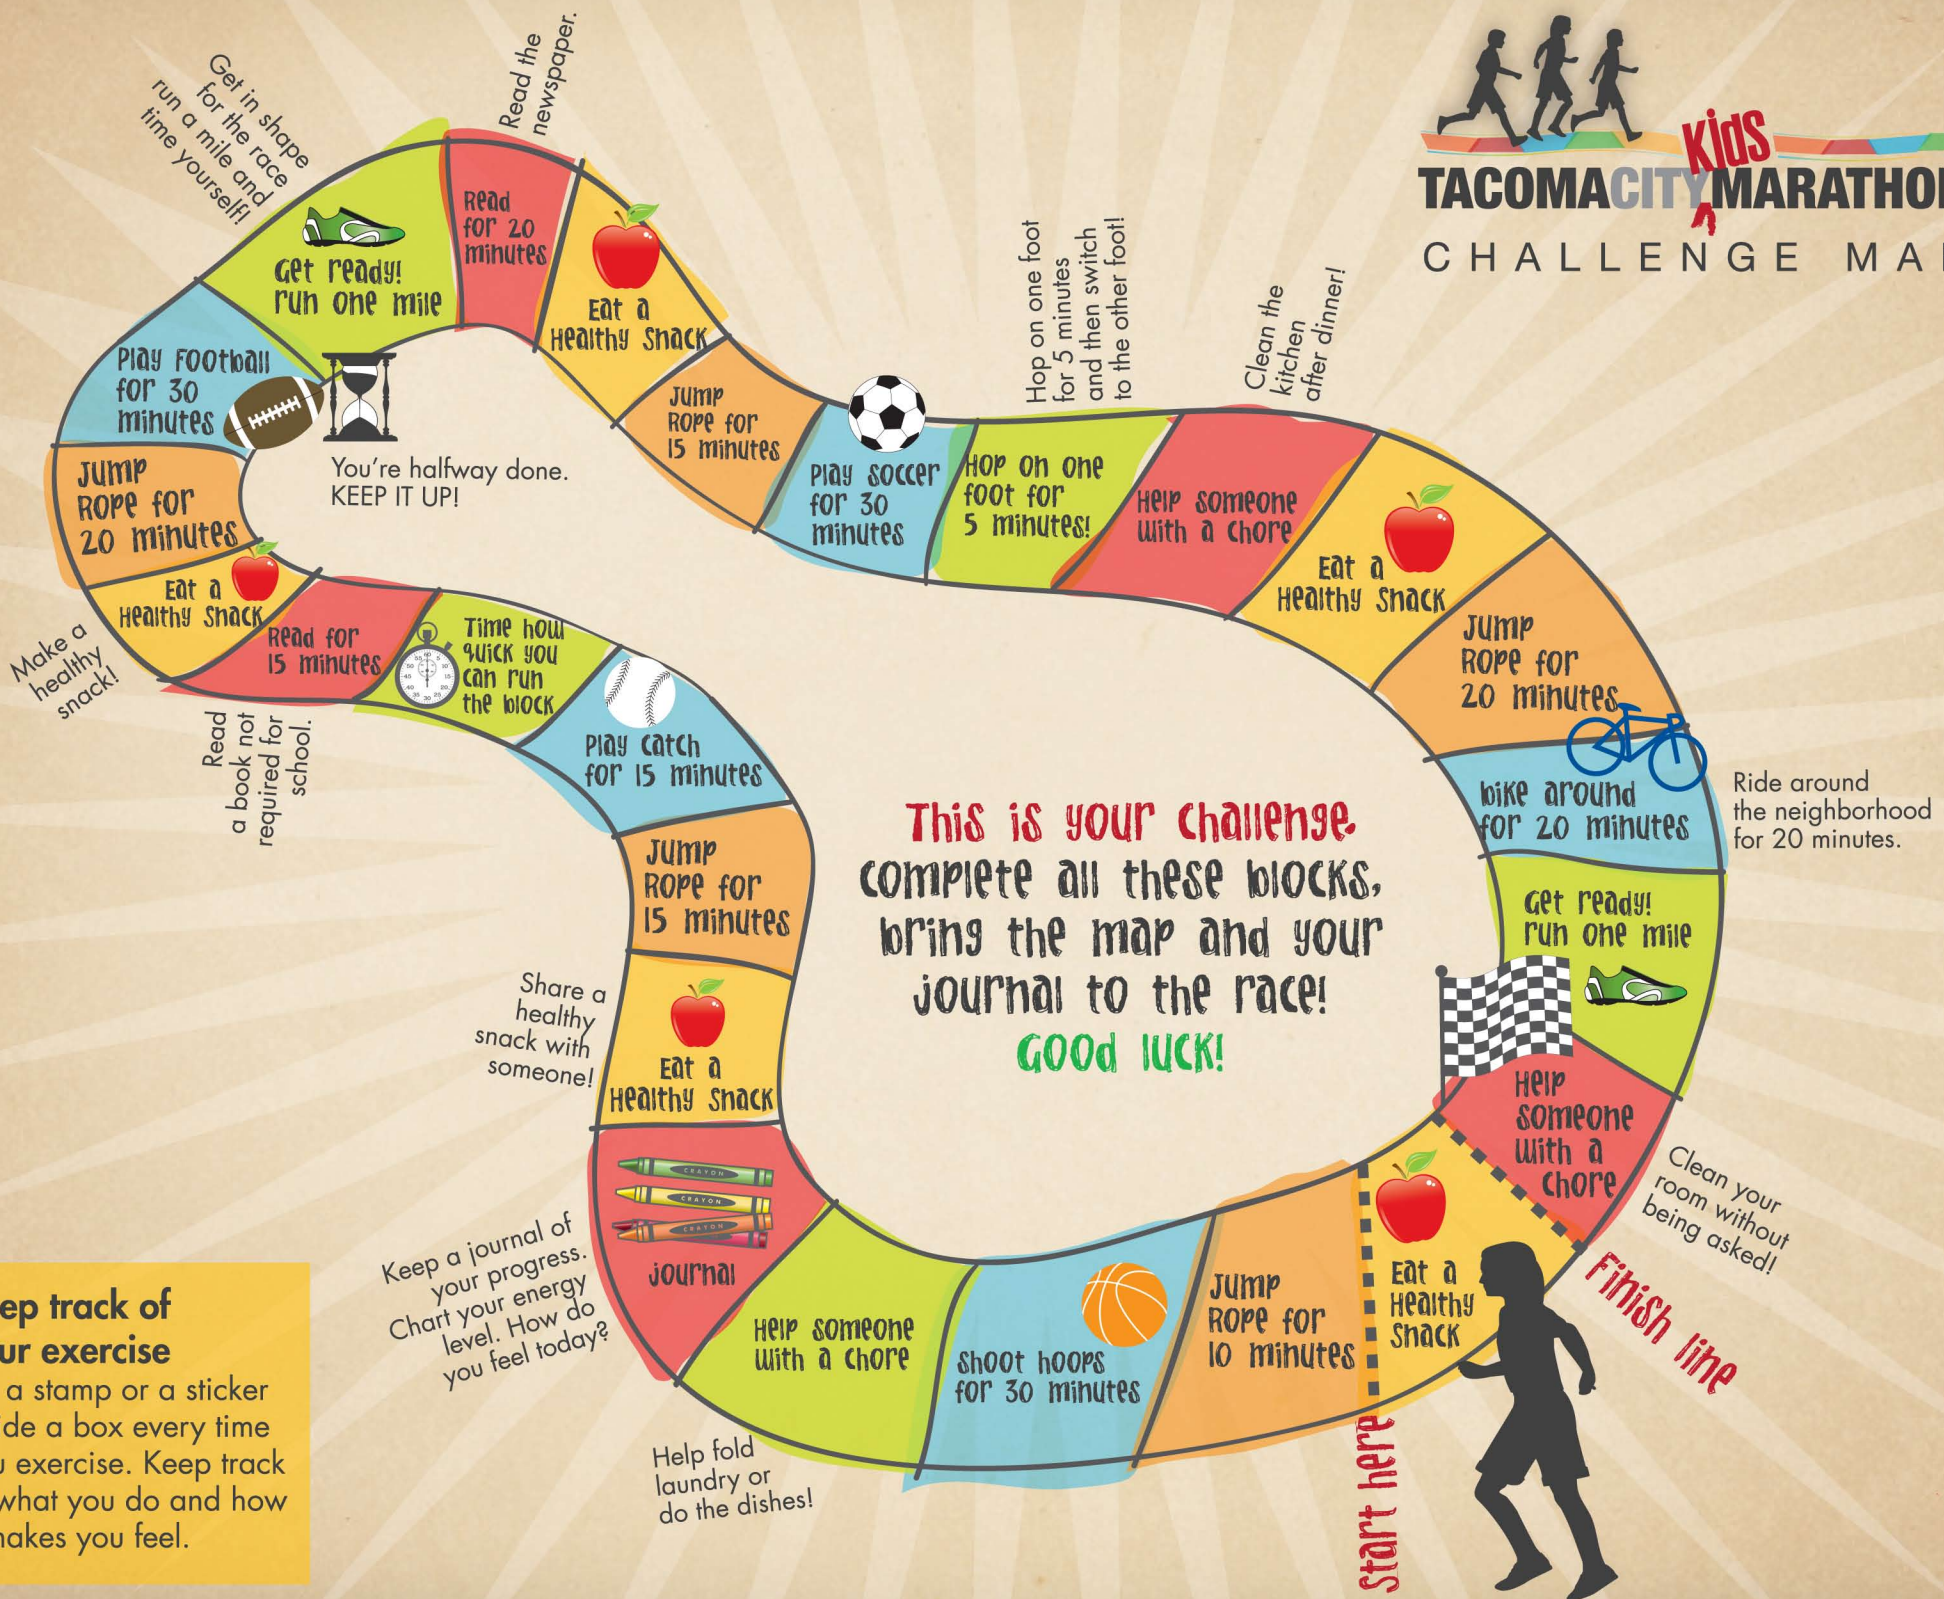 Kids
TACOMACITY MARATHO
CHALLENGE MA
Start here
Jump
Rope for
10 minutes
Shoot hoops
for 30 minutes
Help someone
with a chore
Help fold
laundry or
do the dishes!
Journal
CRAYON
CRAYON
CRAYON
Keep a journal of
your progress.
Chart your energy
level. How do
you feel today?
Eat a
Healthy Snack
Share a
healthy
snack with
someone!
Jump
Rope for
15 minutes
Play catch
for 15 minutes
Time how
quick you
can run
the block
Read for
15 minutes
Read
a book not
required for
school.
Eat a
Healthy Snack
Make a
healthy
snack!
Jump
Rope for
20 minutes
Play Football
for 30
minutes
You're halfway done.
KEEP IT UP!
Get ready!
run one mile
Get in shape
for the race
run a mile and
time yourself!
Read
for 20
minutes
Read the
newspaper.
Eat a
Healthy Snack
Jump
Rope for
15 minutes
Play soccer
for 30
minutes
Hop on one
foot for
5 minutes!
Hop on one foot
for 5 minutes
and then switch
to the other foot!
Help someone
with a chore
Clean the
kitchen
after dinner!
Eat a
Healthy Snack
Jump
Rope for
20 minutes
bike around
for 20 minutes
Ride around
the neighborhood
for 20 minutes.
Get ready!
run one mile
Help
someone
with a
chore
Clean your
room without
being asked!
Finish line
Eat a
Healthy
Snack
This is your challenge.
complete all these blocks,
bring the map and your
journal to the race!
Good luck!
ep track of
ur exercise
a stamp or a sticker
ide a box every time
u exercise. Keep track
what you do and how
makes you feel.